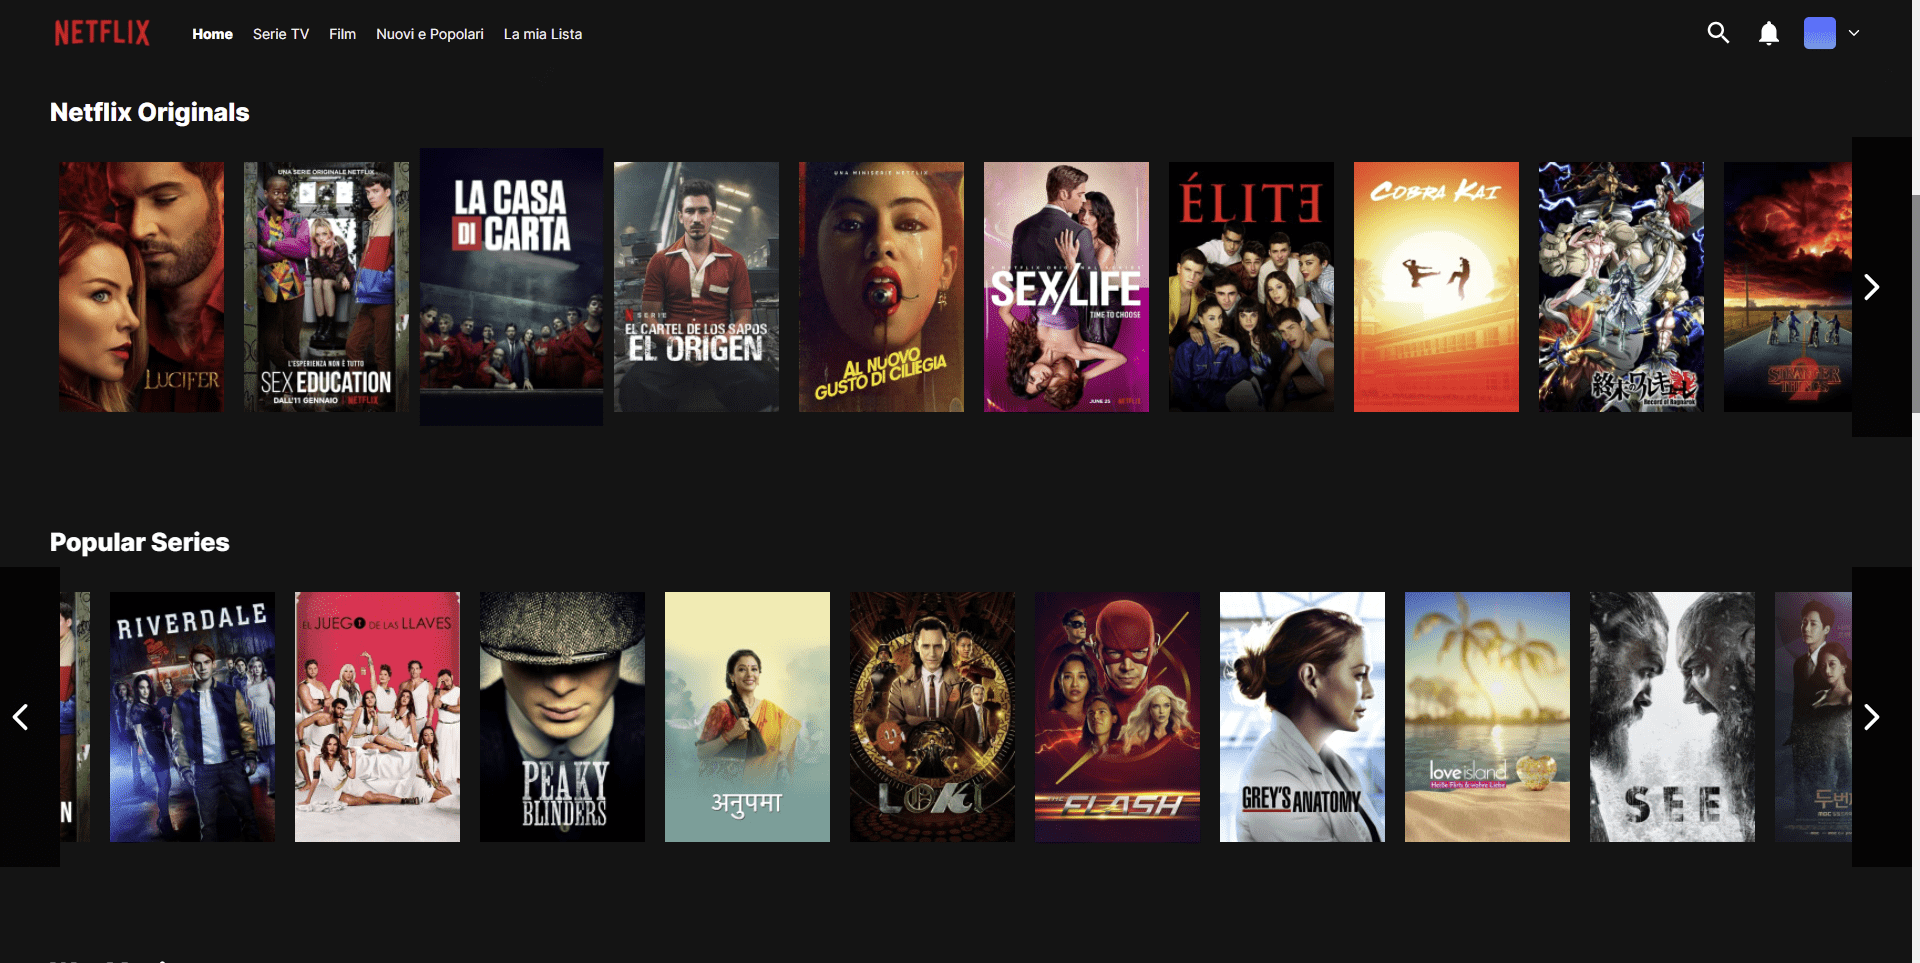 NETFLIX
Home
Serie TV
Film
Nuovi e Popolari
La mia Lista
Netflix Originals
LUCIFER
UNA SERIE ORIGINALE NETFLIX
L'ESPERIENZA NON È TUTTO
SEX EDUCATION
DALL'11 GENNAIO
NETFLIX
LA CASA
DI CARTA
N SERIE
EL CARTEL DE LOS SAPOS
EL ORIGEN
UNA MINISERIE NETFLIX
AL NUOVO
GUSTO DI CILIEGIA
A NETFLIX ORIGINAL SERIES
SEX/LIFE
TIME TO CHOOSE
JUNE 25
NETFLIX
ÉLITE
COBRA KAI
終末のワルキューレ
Record of Ragnarok
STRANGER
THINGS
2
Popular Series
N
RIVERDALE
EL JUEGO DE LAS LLAVES
PEAKY
BLINDERS
अनुपमा
LOKI
THE
FLASH
GREY'S ANATOMY
love island
Heiße Flirts & wahre Liebe
SEE
두번
MBC